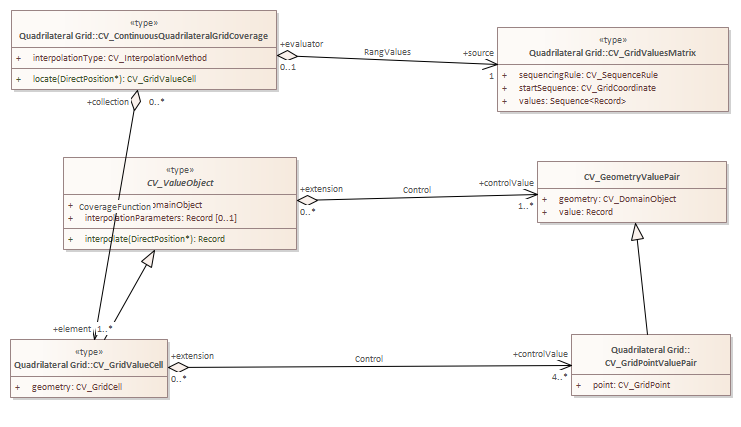 «type»
Quadrilateral Grid::CV_ContinuousQuadrilateralGridCoverage
+ interpolationType: CV_InterpolationMethod
+ locate(DirectPosition*): CV_GridValueCell
+evaluator
0..1
RangValues
+source
1
«type»
Quadrilateral Grid::CV_GridValuesMatrix
+ sequencingRule: CV_SequenceRule
+ startSequence: CV_GridCoordinate
+ values: Sequence<Record>
+collection
0..*
«type»
CV_ValueObject
+ omainObject
CoverageFunction
+ interpolationParameters: Record [0..1]
+ interpolate(DirectPosition*): Record
+extension
0..*
Control
+controlValue
1..*
CV_GeometryValuePair
+ geometry: CV_DomainObject
+ value: Record
+element
1..*
«type»
Quadrilateral Grid::CV_GridValueCell
+ geometry: CV_GridCell
+extension
0..*
Control
+controlValue
4..*
Quadrilateral Grid::
CV_GridPointValuePair
+ point: CV_GridPoint